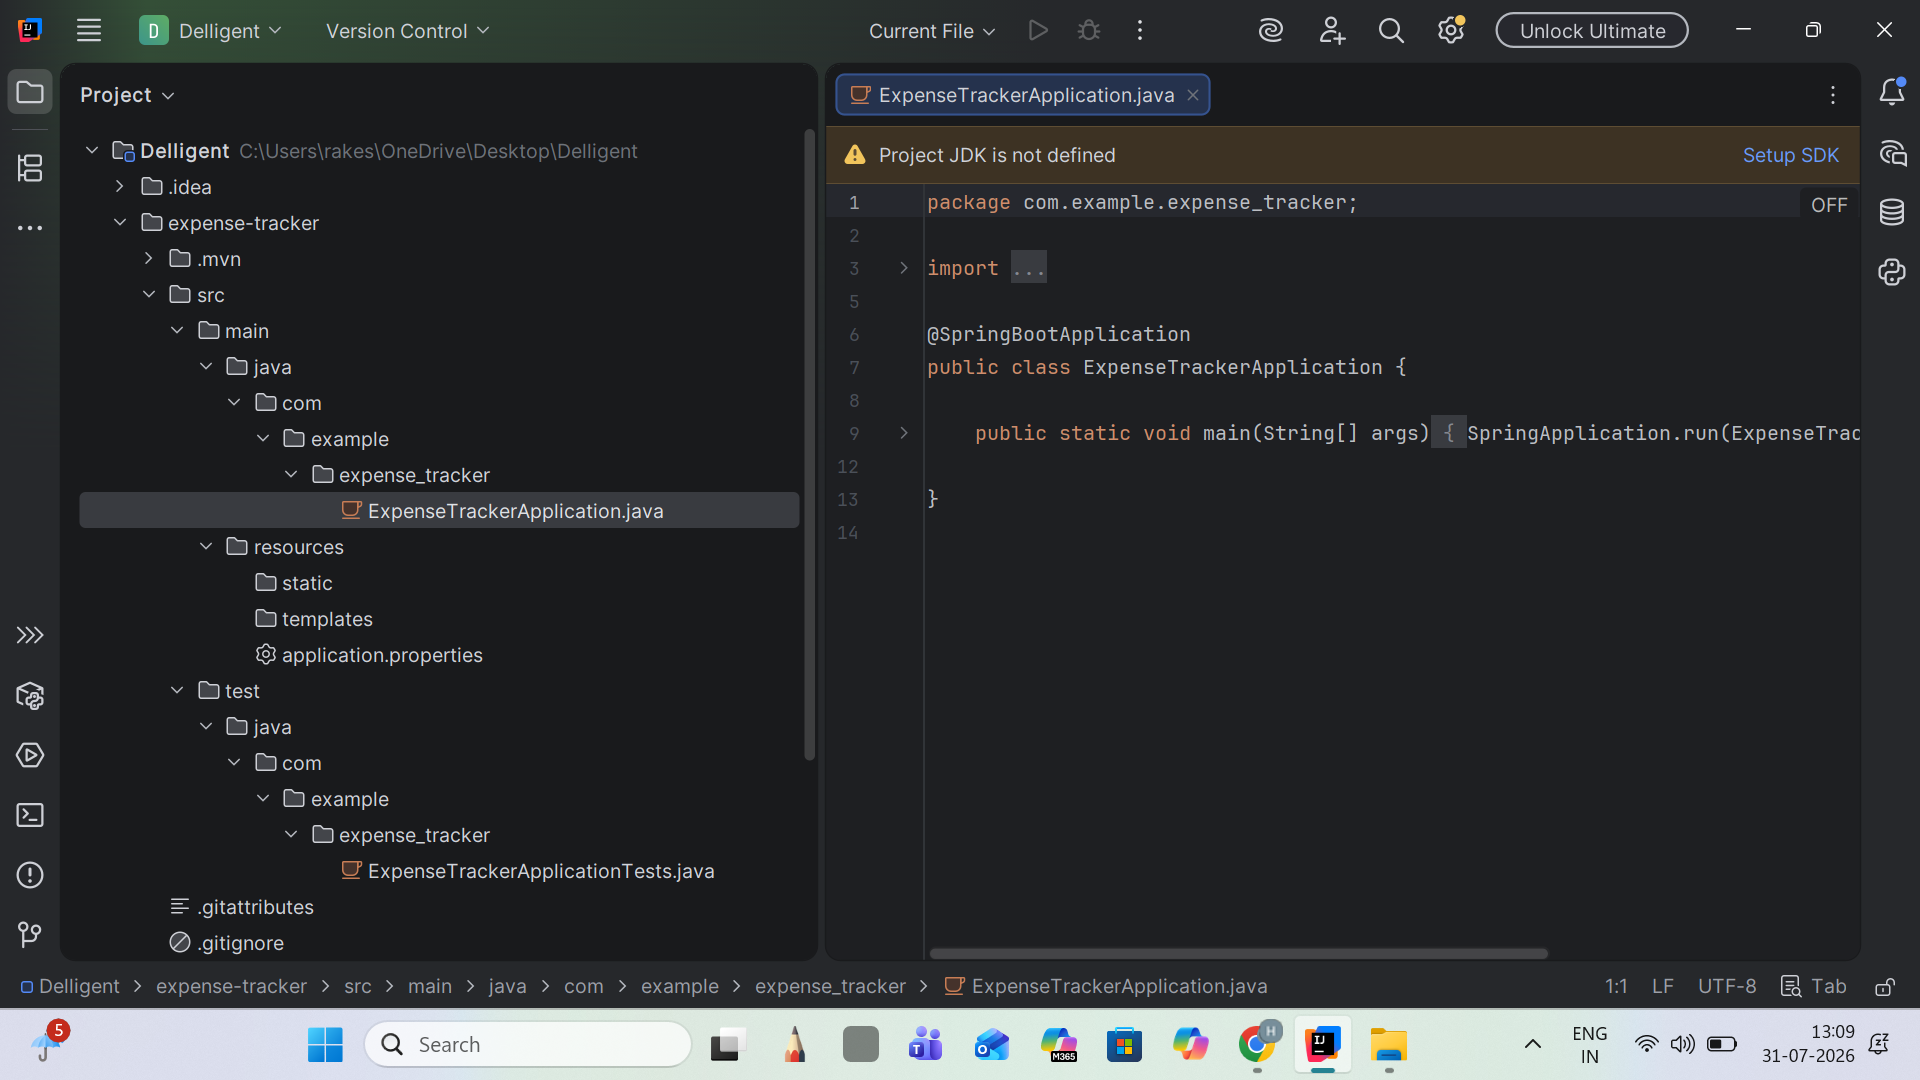 D Delligent Version Control Current File Unlock Ultimate
Project
Delligent C:\Users\rakes\OneDrive\Desktop\Delligent
.idea
expense-tracker
.mvn
src
main
java
com
example
expense_tracker
ExpenseTrackerApplication.java
resources
static
templates
application.properties
test
java
com
example
expense_tracker
ExpenseTrackerApplicationTests.java
.gitattributes
.gitignore
ExpenseTrackerApplication.java
Project JDK is not defined Setup SDK
1 package com.example.expense_tracker; OFF
2
3 import ...
5
6 @SpringBootApplication
7 public class ExpenseTrackerApplication {
8
9 public static void main(String[] args) { SpringApplication.run(ExpenseTrac
12
13 }
14
Delligent > expense-tracker > src > main > java > com > example > expense_tracker > ExpenseTrackerApplication.java 1:1 LF UTF-8 Tab
5 Search T O M365 H IJ ENG 13:09
IN 31-07-2026